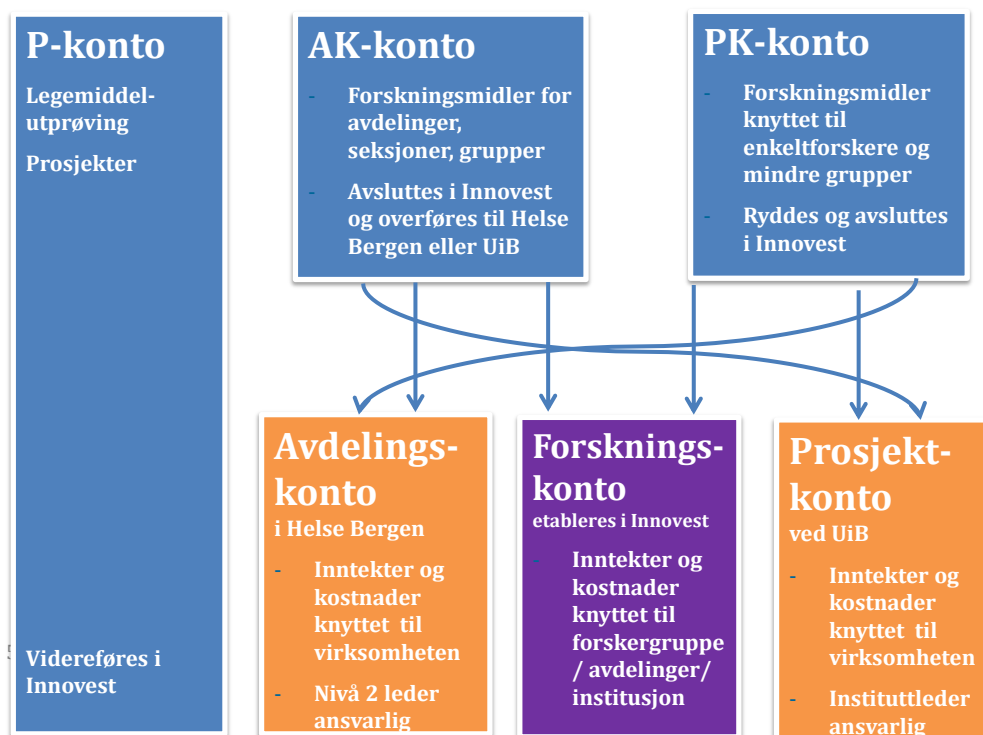 P-konto
Legemiddel-
utprøving
Prosjekter
Videreføres i
Innovest
5
AK-konto
- Forskningsmidler for
avdelinger,
seksjoner, grupper
- Avsluttes i Innovest
og overføres til Helse
Bergen eller UiB
PK-konto
- Forskningsmidler
knyttet til
enkeltforskere og
mindre grupper
- Ryddes og avsluttes
i Innovest
Avdelings-
konto
i Helse Bergen
- Inntekter og
kostnader
knyttet til
virksomheten
- Nivå 2 leder
ansvarlig
Forsknings-
konto
etableres i Innovest
- Inntekter og
kostnader
knyttet til
forskergruppe
/ avdelinger/
institusjon
Prosjekt-
konto
ved UiB
- Inntekter og
kostnader
knyttet til
virksomheten
- Instituttleder
ansvarlig